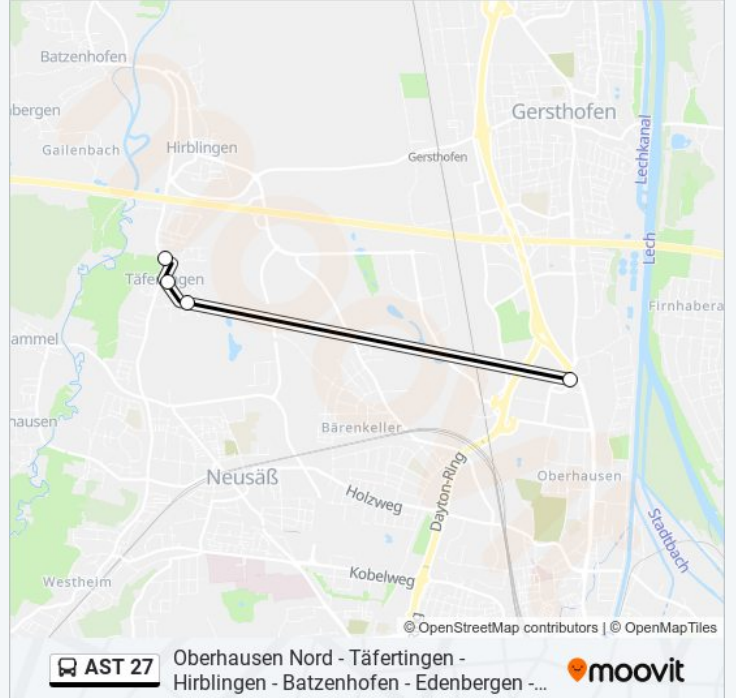 Batzenhofen
bergen
Gersthofen
Gailenbach
Hirblingen
Gersthofen
Lechkanal
Lech
Täfertingen
Firnhabera
ammel
hausen
Bärenkeller
Neusäß
Oberhausen
Dayton-Ring
Holzweg
Stadtbach
Kobelweg
Westheim
© OpenStreetMap contributors | © OpenMapTiles
AST 27
Oberhausen Nord - Täfertingen -
Hirblingen - Batzenhofen - Edenbergen -...
moovit